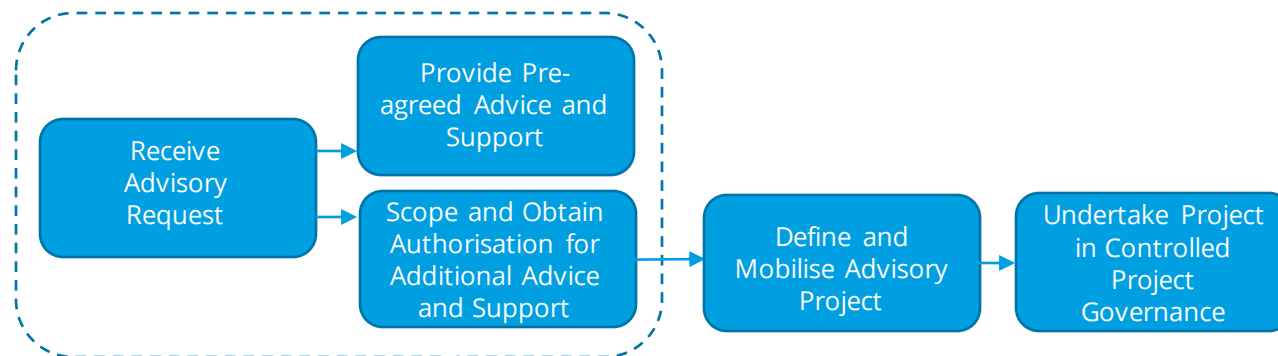 Receive
Advisory
Request
Provide Pre-
agreed Advice and
Support
Scope and Obtain
Authorisation for
Additional Advice
and Support
Define and
Mobilise Advisory
Project
Undertake Project
in Controlled
Project
Governance